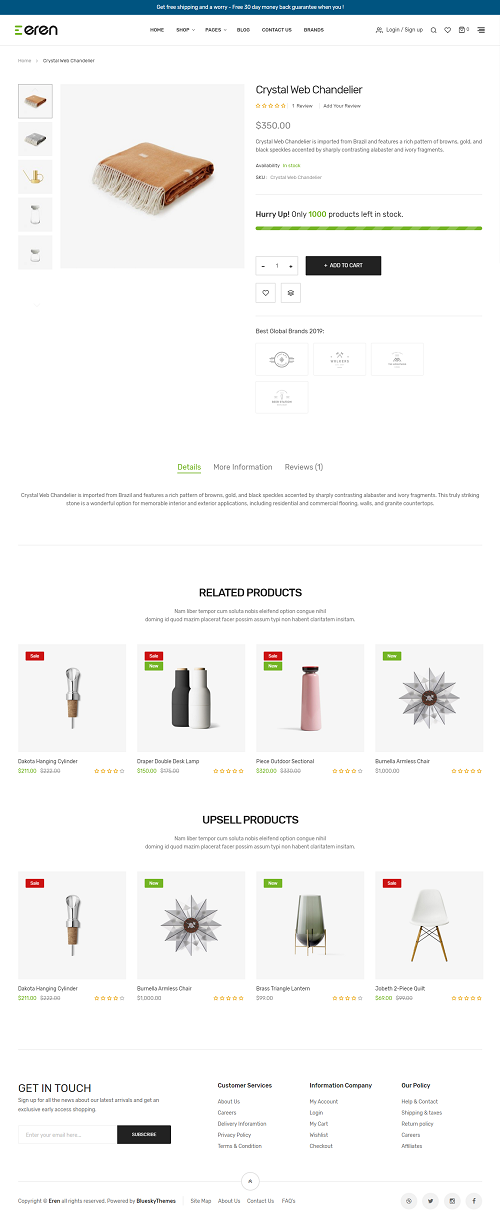 Get free shipping and a worry - Free 30 day money back guarantee when you !
eren
HOME SHOP PAGES BLOG CONTACT US BRANDS
Login / Sign up
0
Home Crystal Web Chandelier
Crystal Web Chandelier
1 Review Add Your Review
$350.00
Crystal Web Chandelier is imported from Brazil and features a rich pattern of browns, gold, and
black speckles accented by sharply contrasting alabaster and ivory fragments.
Availability In stock
SKU: Crystal Web Chandelier
Hurry Up! Only 1000 products left in stock.
- 1 +
+ ADD TO CART
Best Global Brands 2019:
Details More Information Reviews (1)
Crystal Web Chandelier is imported from Brazil and features a rich pattern of browns, gold, and black speckles accented by sharply contrasting alabaster and ivory fragments. This truly striking
stone is a wonderful option for memorable interior and exterior applications, including residential and commercial flooring, walls, and granite countertops.
RELATED PRODUCTS
Nam liber tempor cum soluta nobis eleifend option congue nihil
doming id quod mazim placerat facer possim assum typi non habent claritatem insitam.
Sale Sale Sale New
New New
Dakota Hanging Cylinder Draper Double Desk Lamp Piece Outdoor Sectional Burnella Armless Chair
$211.00 $222.00 $150.00 $175.00 $320.00 $330.00 $1,000.00
UPSELL PRODUCTS
Nam liber tempor cum soluta nobis eleifend option congue nihil
doming id quod mazim placerat facer possim assum typi non habent claritatem insitam.
Sale New New Sale
Dakota Hanging Cylinder Burnella Armless Chair Brass Triangle Lantern Jobeth 2-Piece Quilt
$211.00 $222.00 $1,000.00 $99.00 $69.00 $99.00
GET IN TOUCH
Sign up for all the news about our latest arrivals and get an
exclusive early access shopping.
Enter your email here...
SUBSCRIBE
Customer Services
About Us
Careers
Delivery Inforamtion
Privacy Policy
Terms & Condition
Information Company
My Account
Login
My Cart
Wishlist
Checkout
Our Policy
Help & Contact
Shipping & taxes
Return policy
Careers
Affiliates
Copyright © Eren all rights reserved. Powered by BlueskyThemes
Site Map About Us Contact Us FAQ's